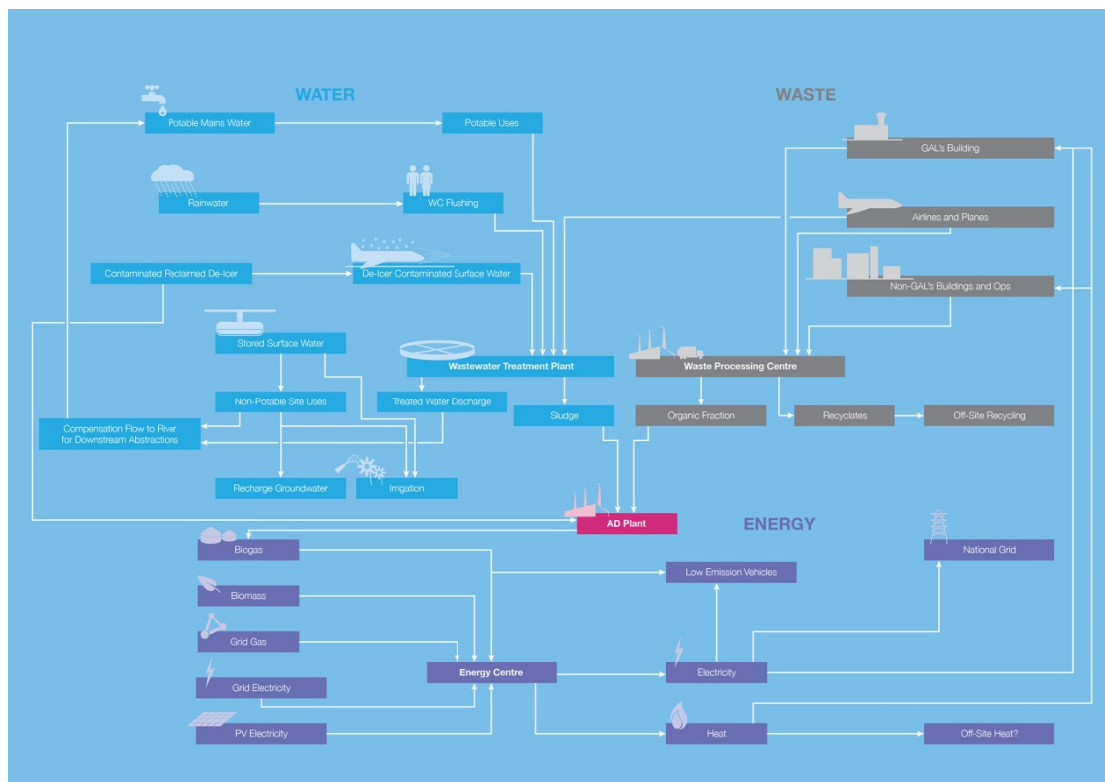 WATER
WASTE
Potable Mains Water
Potable Uses
GAL's Building
Rainwater
WC Flushing
Airlines and Planes
Contaminated Reclaimed De-Icer
De-Icer Contaminated Surface Water
Non-GAL's Buildings and Ops
Stored Surface Water
Wastewater Treatment Plant
Waste Processing Centre
Non-Potable Site Uses
Treated Water Discharge
Sludge
Organic Fraction
Recyclates
Off-Site Recycling
Compensation Flow to River
for Downstream Abstractions
Recharge Groundwater
Irrigation
AD Plant
ENERGY
Biogas
National Grid
Low Emission Vehicles
Biomass
Grid Gas
Energy Centre
Electricity
Grid Electricity
PV Electricity
Heat
Off-Site Heat?